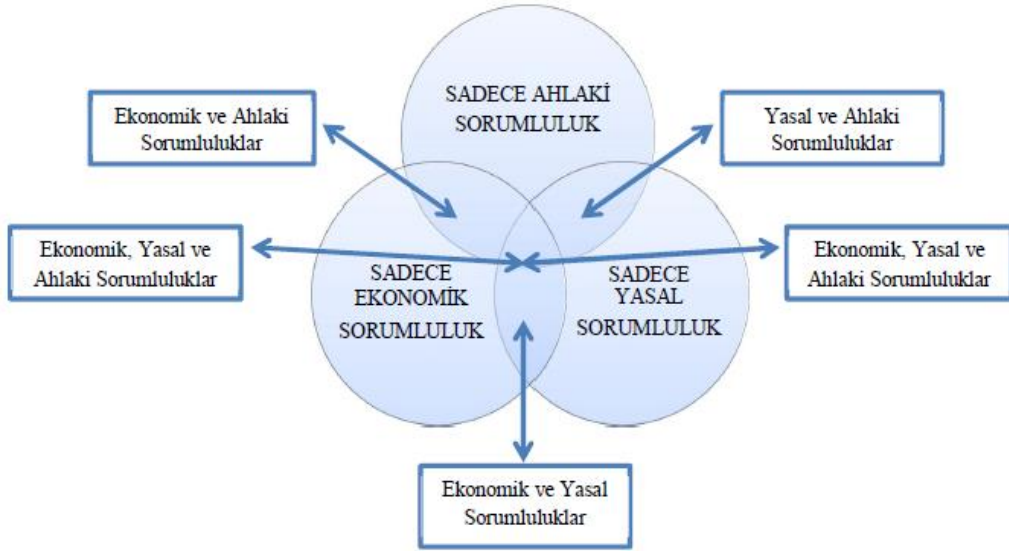 SADECE AHLAKİ
SORUMLULUK
Ekonomik ve Ahlaki
Sorumluluklar
Yasal ve Ahlaki
Sorumluluklar
Ekonomik, Yasal ve
Ahlaki Sorumluluklar
SADECE
EKONOMİK
SORUMLULUK
SADECE
YASAL
SORUMLULUK
Ekonomik, Yasal ve
Ahlaki Sorumluluklar
Ekonomik ve Yasal
Sorumluluklar